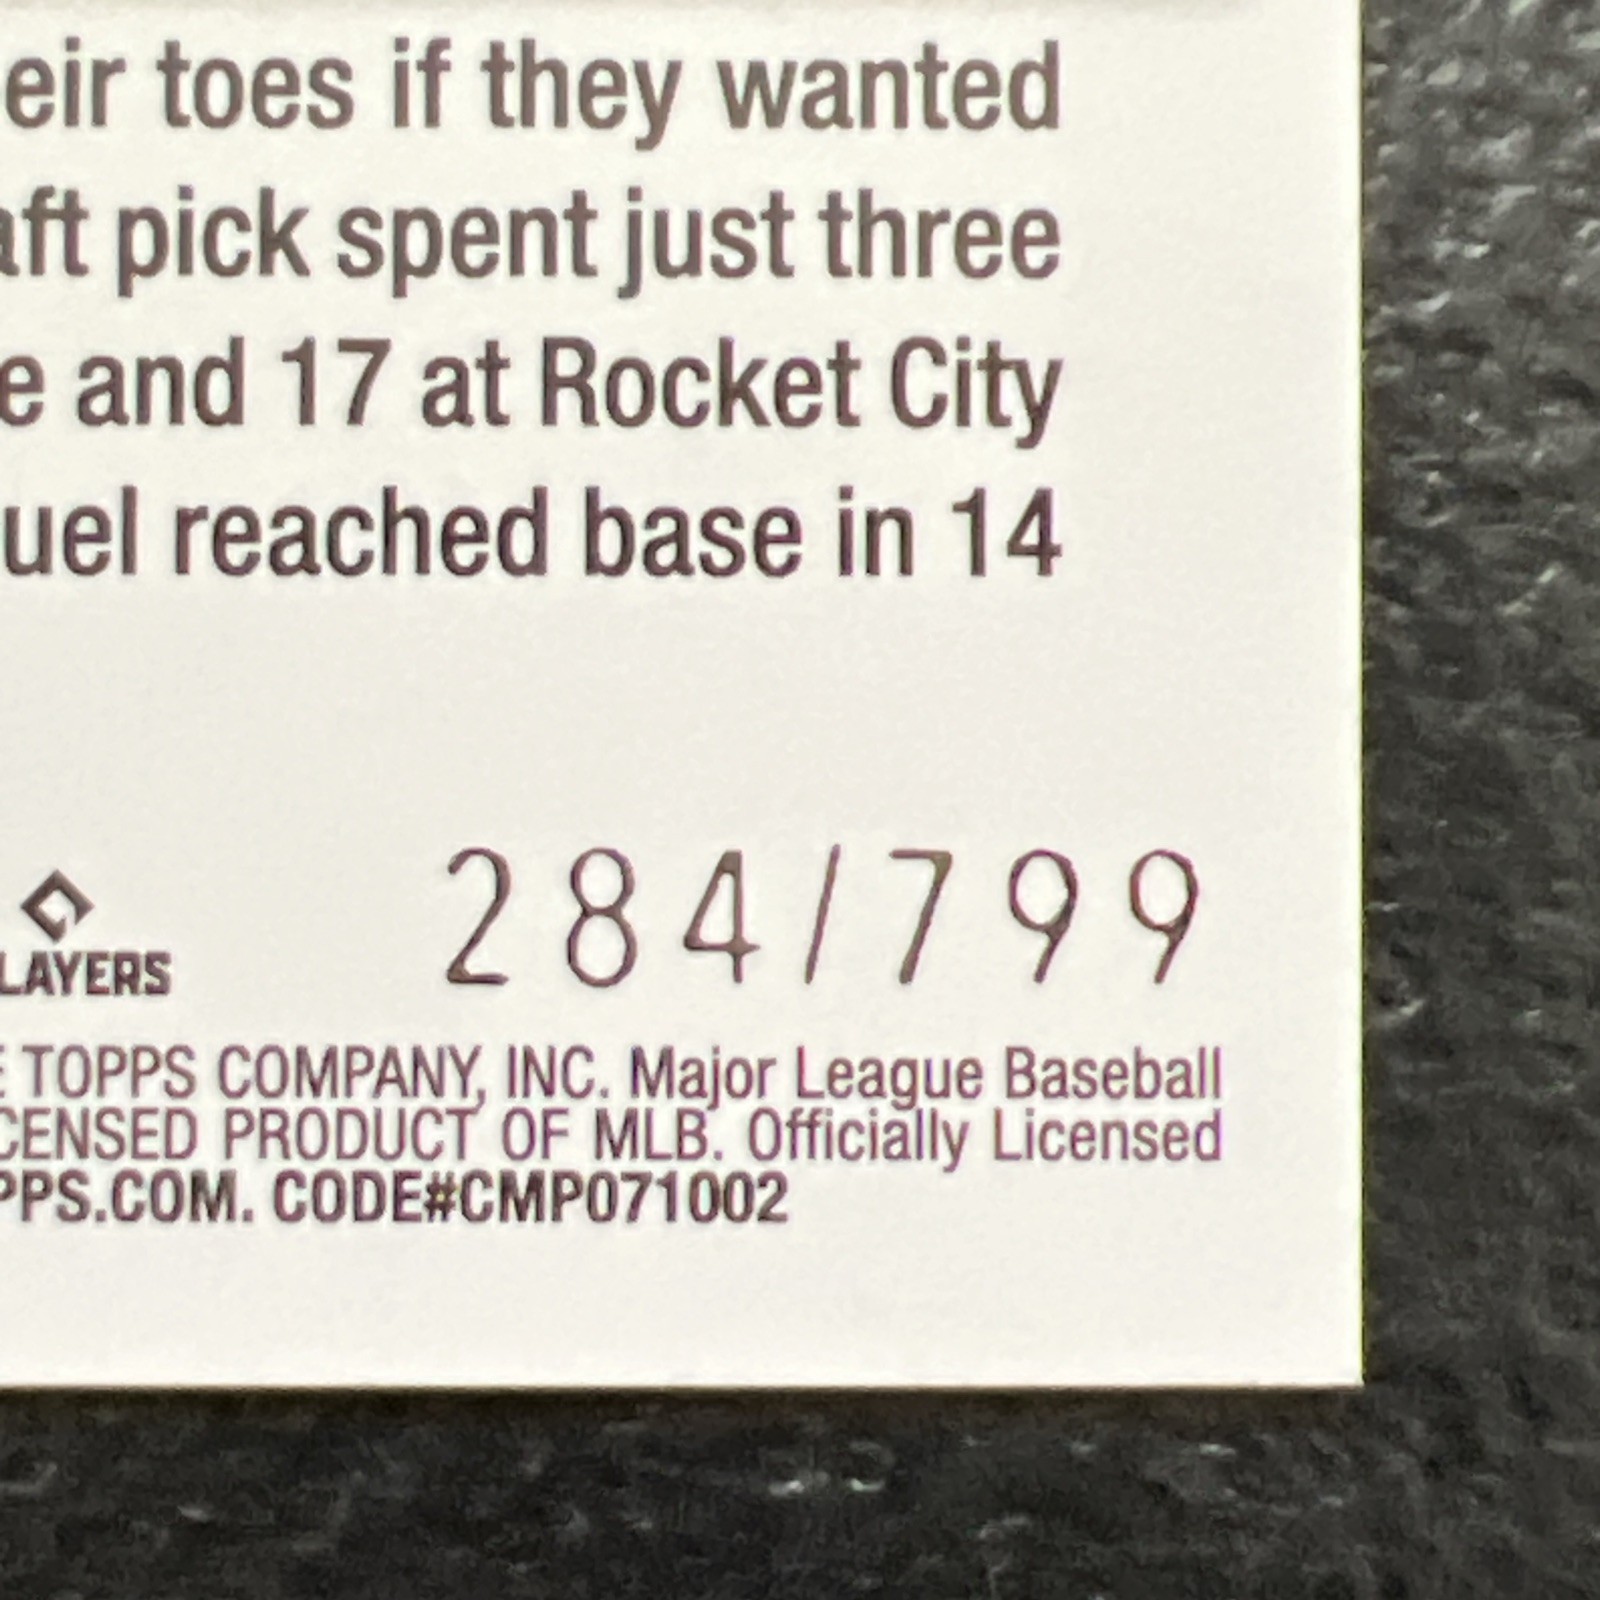 eir toes if they wanted
aft pick spent just three
e and 17 at Rocket City
uel reached base in 14
284/799
LAYERS
E TOPPS COMPANY, INC. Major League Baseball
CENSED PRODUCT OF MLB. Officially Licensed
PPS.COM. CODE#CMP071002